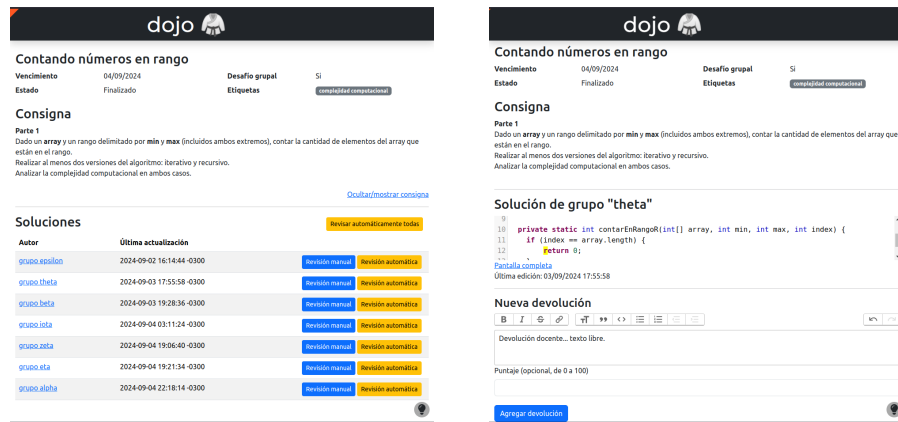 dojo
Contando números en rango
Vencimiento 04/09/2024 Desafío grupal Sí
Estado Finalizado Etiquetas complejidad computacional
Consigna
Parte 1
Dado un array y un rango delimitado por min y max (incluidos ambos extremos), contar la cantidad de elementos del array que
están en el rango.
Realizar al menos dos versiones del algoritmo: iterativo y recursivo.
Analizar la complejidad computacional en ambos casos.
Ocultar/mostrar consigna
Soluciones Revisar automáticamente todas
Autor Última actualización
grupo epsilon 2024-09-02 16:14:44 -0300 Revisión manual Revisión automática
grupo theta 2024-09-03 17:55:58 -0300 Revisión manual Revisión automática
grupo beta 2024-09-03 19:28:36 -0300 Revisión manual Revisión automática
grupo iota 2024-09-04 03:11:24 -0300 Revisión manual Revisión automática
grupo zeta 2024-09-04 19:06:40 -0300 Revisión manual Revisión automática
grupo eta 2024-09-04 19:21:34 -0300 Revisión manual Revisión automática
grupo alpha 2024-09-04 22:18:14 -0300 Revisión manual Revisión automática
dojo
Contando números en rango
Vencimiento 04/09/2024 Desafío grupal Sí
Estado Finalizado Etiquetas complejidad computacional
Consigna
Parte 1
Dado un array y un rango delimitado por min y max (incluidos ambos extremos), contar la cantidad de elementos del array que
están en el rango.
Realizar al menos dos versiones del algoritmo: iterativo y recursivo.
Analizar la complejidad computacional en ambos casos.
Solución de grupo "theta"
9
10 private static int contarEnRangoR(int[] array, int min, int max, int index) {
11 if (index == array.length) {
12 return 0;
Pantalla completa
Última edición: 03/09/2024 17:55:58
Nueva devolución
Devolución docente... texto libre.
Puntaje (opcional, de 0 a 100)
Agregar devolución